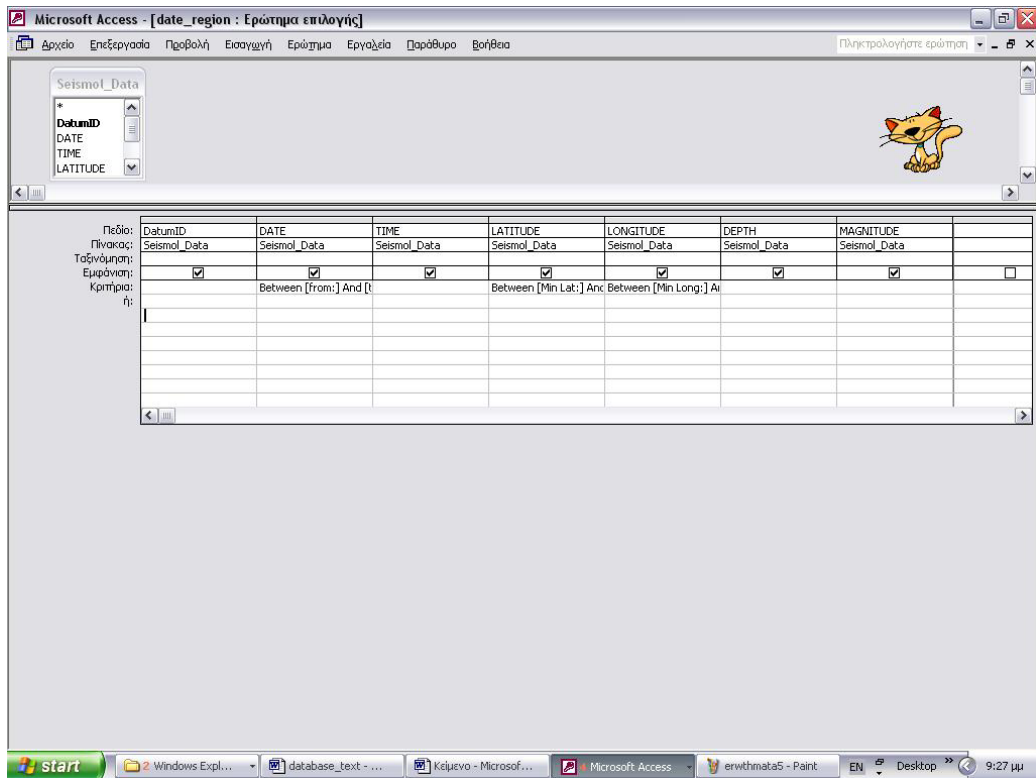 Microsoft Access - [date_region : Ερώτημα επιλογής]
Αρχείο Επεξεργασία Προβολή Εισαγωγή Ερώτημα Εργαλεία Παράθυρο Βοήθεια Πληκτρολογήστε ερώτηση
Seismol_Data
*
DatumID
DATE
TIME
LATITUDE
Πεδίο: DatumID DATE TIME LATITUDE LONGITUDE DEPTH MAGNITUDE
Πίνακας: Seismol_Data Seismol_Data Seismol_Data Seismol_Data Seismol_Data Seismol_Data Seismol_Data
Ταξινόμηση:
Εμφάνιση:
Κριτήρια: Between [from:] And [t Between [Min Lat:] And Between [Min Long:] A
ή:
start 2 Windows Expl... database_text - ... Κείμενο - Microsof... 4 Microsoft Access erwthmata5 - Paint EN Desktop » 9:27 μμ